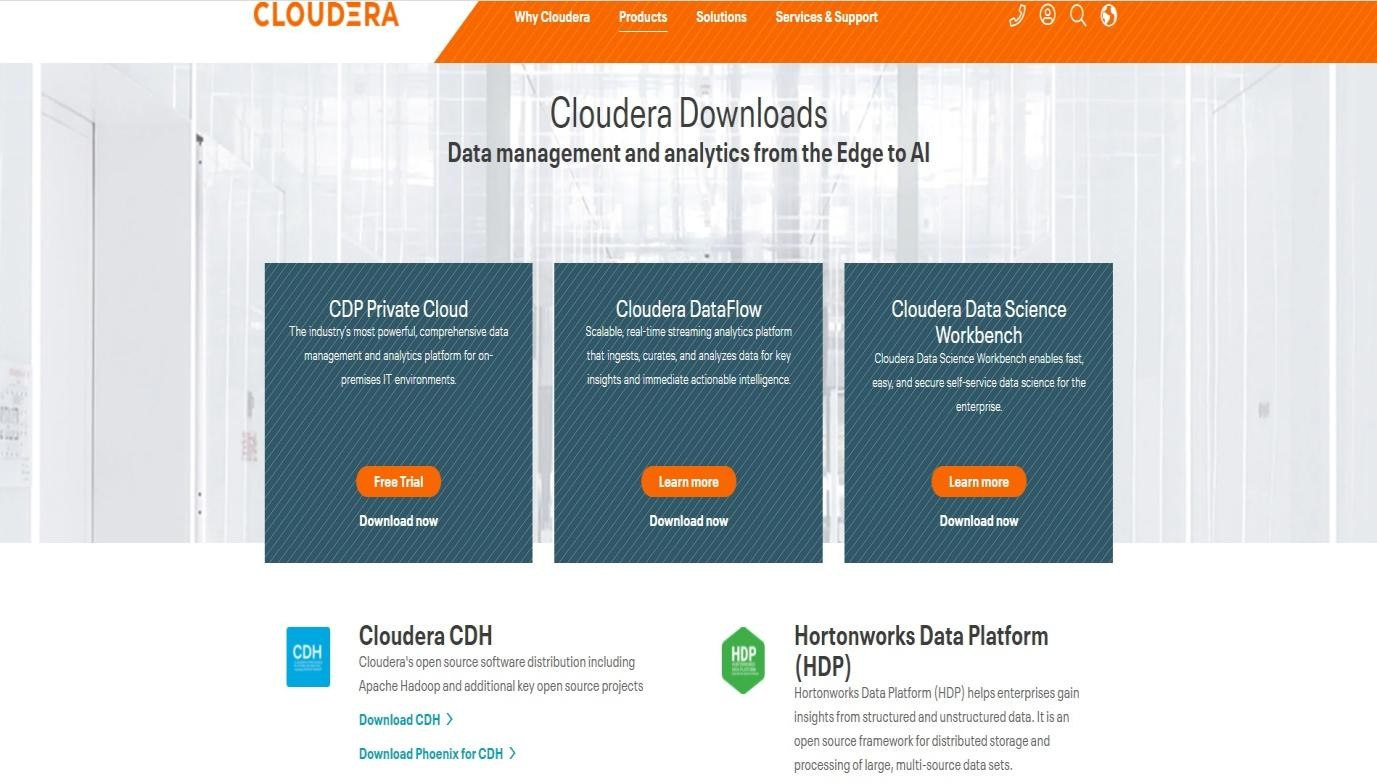 CLOUDERA
Why Cloudera Products Solutions Services & Support
Cloudera Downloads
Data management and analytics from the Edge to AI
CDP Private Cloud
The industry's most powerful, comprehensive data
management and analytics platform for on-
premises IT environments.
Free Trial
Download now
Cloudera DataFlow
Scalable, real-time streaming analytics platform
that ingests, curates, and analyzes data for key
insights and immediate actionable intelligence.
Learn more
Download now
Cloudera Data Science
Workbench
Cloudera Data Science Workbench enables fast,
easy, and secure self-service data science for the
enterprise.
Learn more
Download now
CDH
Cloudera CDH
Cloudera's open source software distribution including
Apache Hadoop and additional key open source projects
Download CDH
Download Phoenix for CDH
HDP
Hortonworks Data Platform
(HDP)
Hortonworks Data Platform (HDP) helps enterprises gain
insights from structured and unstructured data. It is an
open source framework for distributed storage and
processing of large, multi-source data sets.